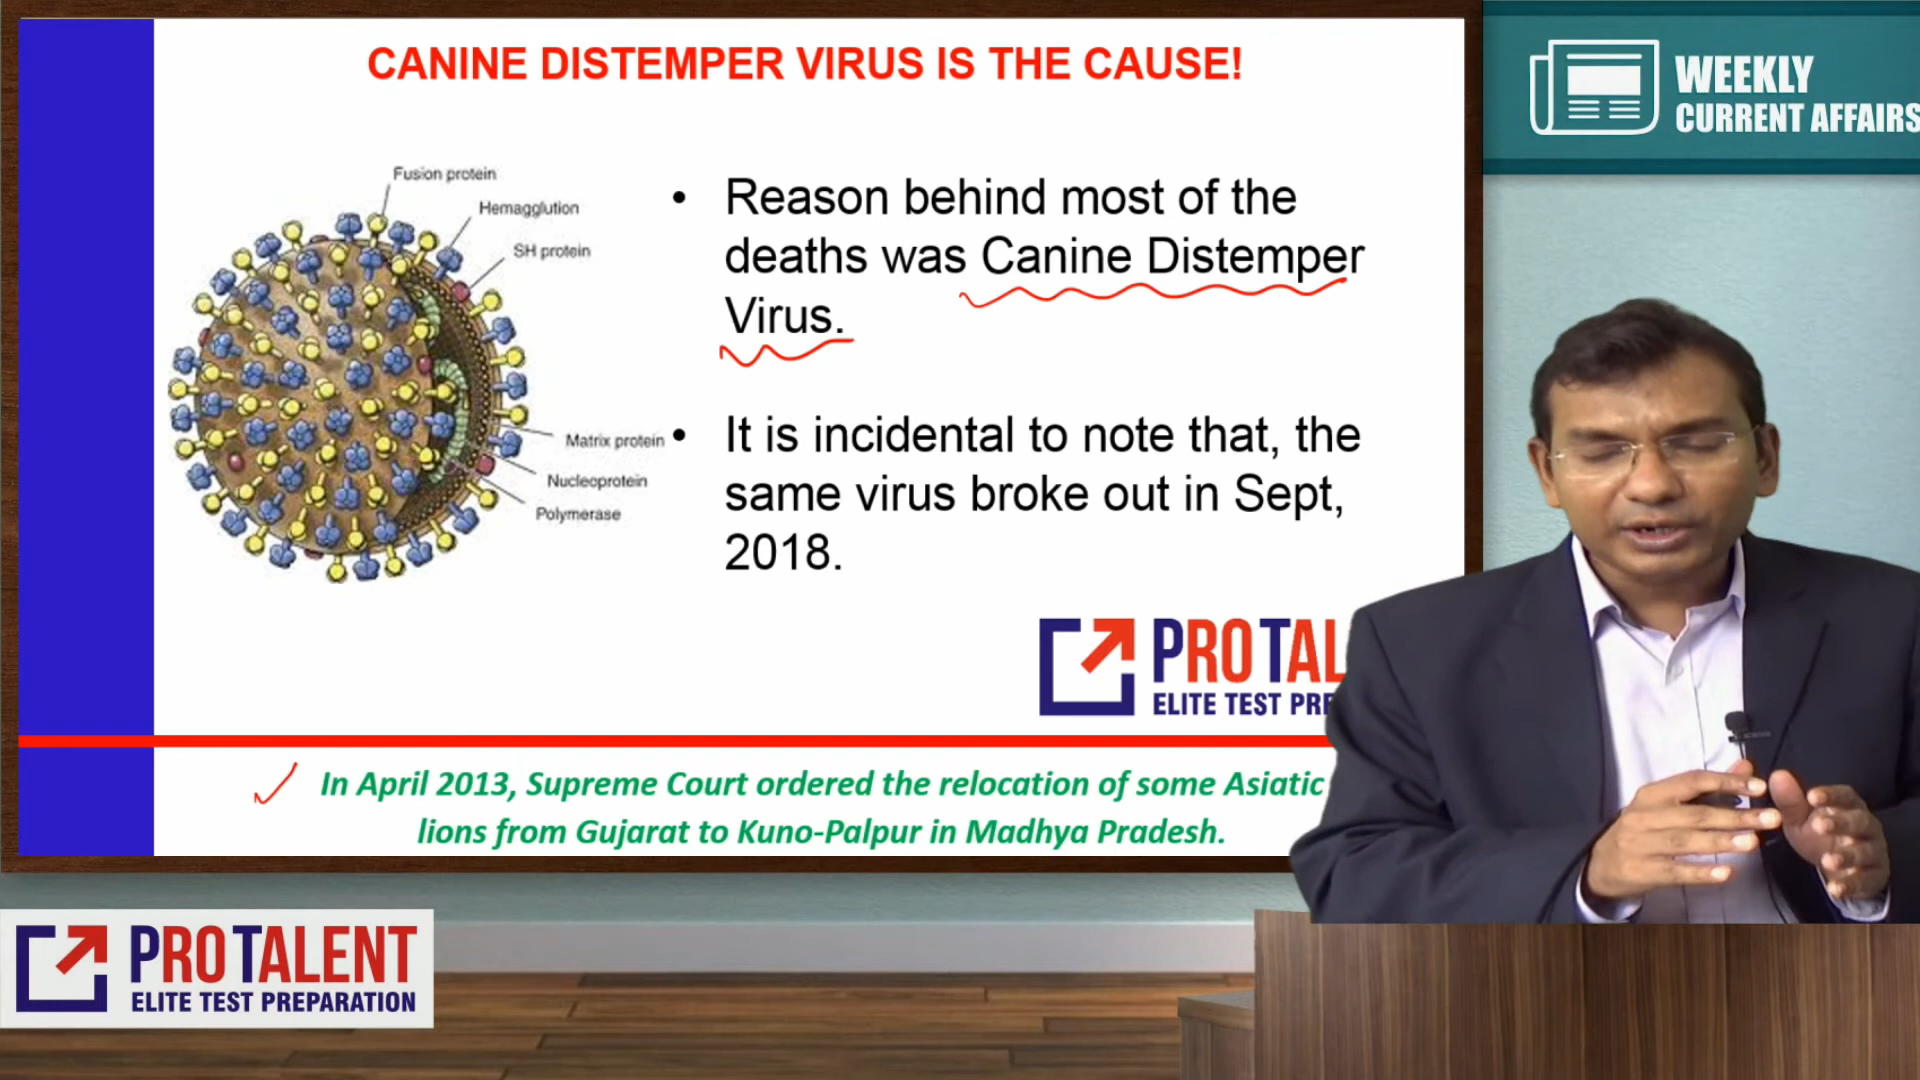 CANINE DISTEMPER VIRUS IS THE CAUSE!
WEEKLY
CURRENT AFFAIRS
Fusion protein
Hemagglution
SH protein
Matrix protein
Nucleoprotein
Polymerase
• Reason behind most of the
deaths was Canine Distemper
Virus.
• It is incidental to note that, the
same virus broke out in Sept,
2018.
PROTAL
ELITE TEST PRE
In April 2013, Supreme Court ordered the relocation of some Asiatic
lions from Gujarat to Kuno-Palpur in Madhya Pradesh.
PROTALENT
ELITE TEST PREPARATION